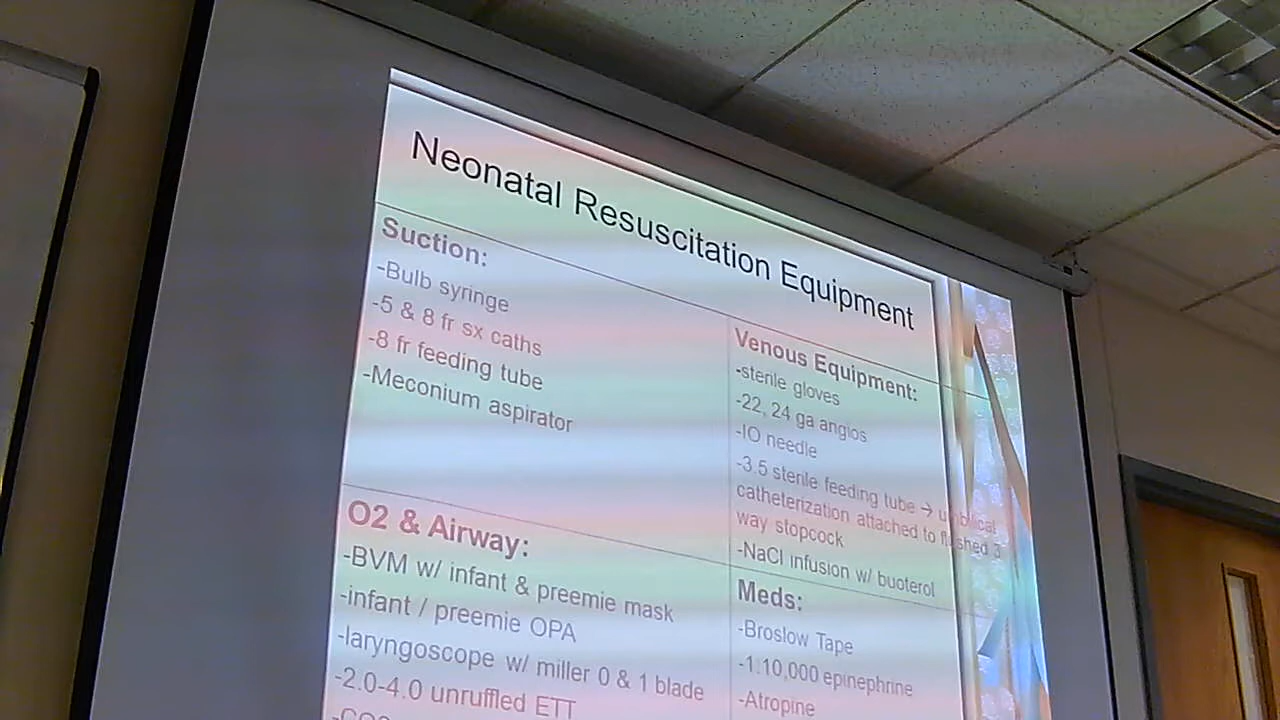 Neonatal Resuscitation Equipment
Suction:
-Bulb syringe
-5 & 8 fr sx caths
-8 fr feeding tube
-Meconium aspirator
Venous Equipment:
-sterile gloves
-22, 24 ga angios
-IO needle
-3.5 sterile feeding tube → umbilical
catheterization attached to flushed 3
way stopcock
-NaCl infusion w/ buoterol
O2 & Airway:
-BVM w/ infant & preemie mask
-infant / preemie OPA
-laryngoscope w/ miller 0 & 1 blade
-2.0-4.0 unruffled ETT
Meds:
-Broslow Tape
-1:10,000 epinephrine
-Atropine